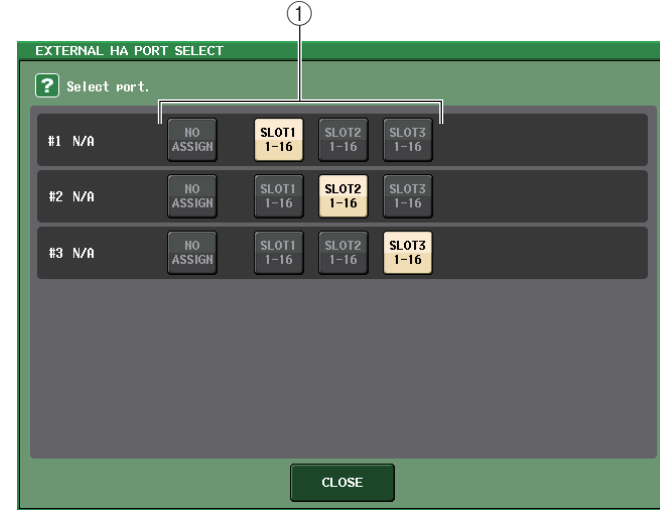 ①
EXTERNAL HA PORT SELECT
? Select port.
#1 N/A NO ASSIGN SLOT1 1-16 SLOT2 1-16 SLOT3 1-16
#2 N/A NO ASSIGN SLOT1 1-16 SLOT2 1-16 SLOT3 1-16
#3 N/A NO ASSIGN SLOT1 1-16 SLOT2 1-16 SLOT3 1-16
CLOSE